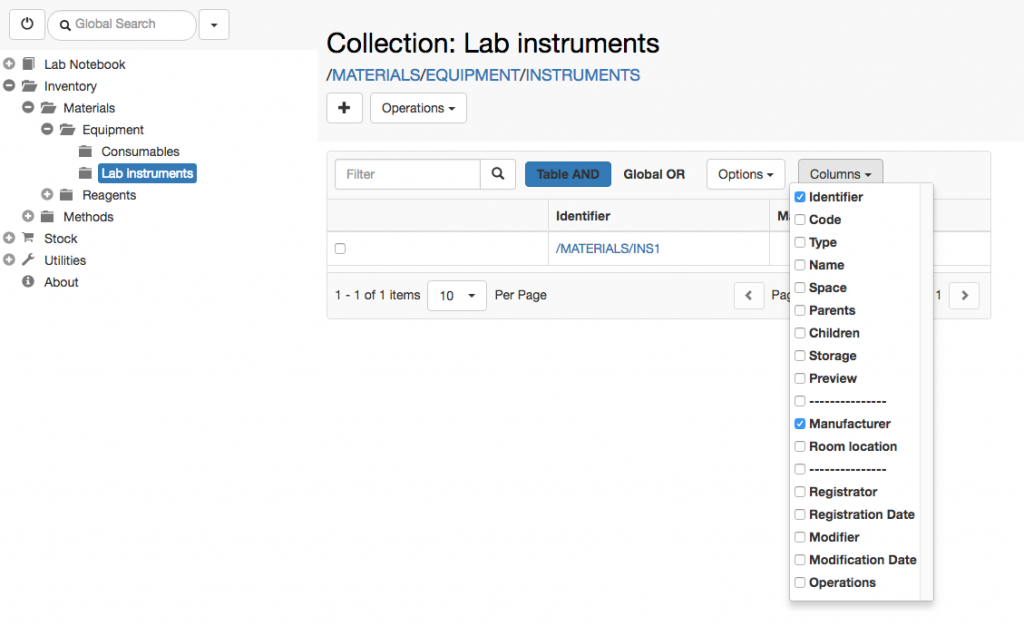 Global Search
Lab Notebook
Inventory
Materials
Equipment
Consumables
Lab instruments
Reagents
Methods
Stock
Utilities
About
Collection: Lab instruments
/MATERIALS/EQUIPMENT/INSTRUMENTS
Operations
Filter
Table AND Global OR Options Columns
Identifier
/MATERIALS/INS1
1 - 1 of 1 items 10 Per Page 1
Identifier
Code
Type
Name
Space
Parents
Children
Storage
Preview
---------------
Manufacturer
Room location
---------------
Registrator
Registration Date
Modifier
Modification Date
Operations